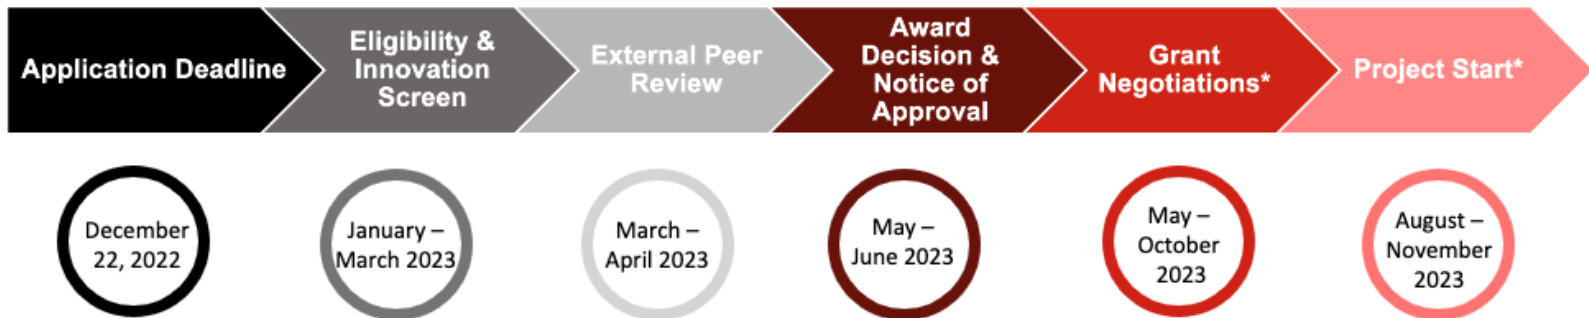 Application Deadline
Eligibility &
Innovation
Screen
External Peer
Review
Award
Decision &
Notice of
Approval
Grant
Negotiations*
Project Start*
December
22, 2022
January –
March 2023
March –
April 2023
May –
June 2023
May –
October
2023
August –
November
2023